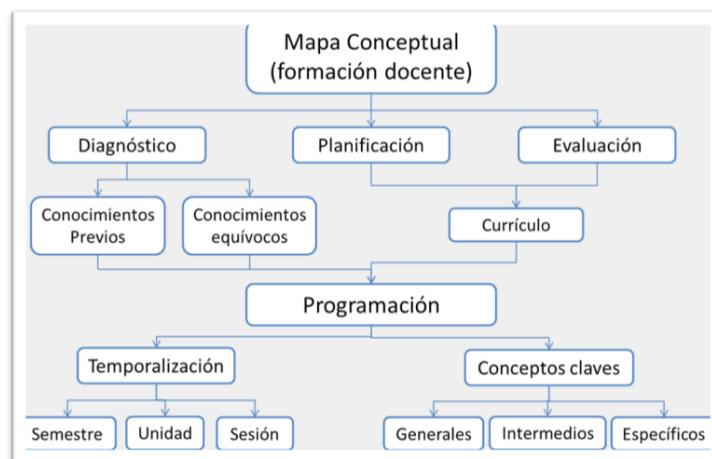 Mapa Conceptual
(formación docente)
Diagnóstico
Planificación
Evaluación
Conocimientos
Previos
Conocimientos
equívocos
Currículo
Programación
Temporalización
Conceptos claves
Semestre
Unidad
Sesión
Generales
Intermedios
Específicos